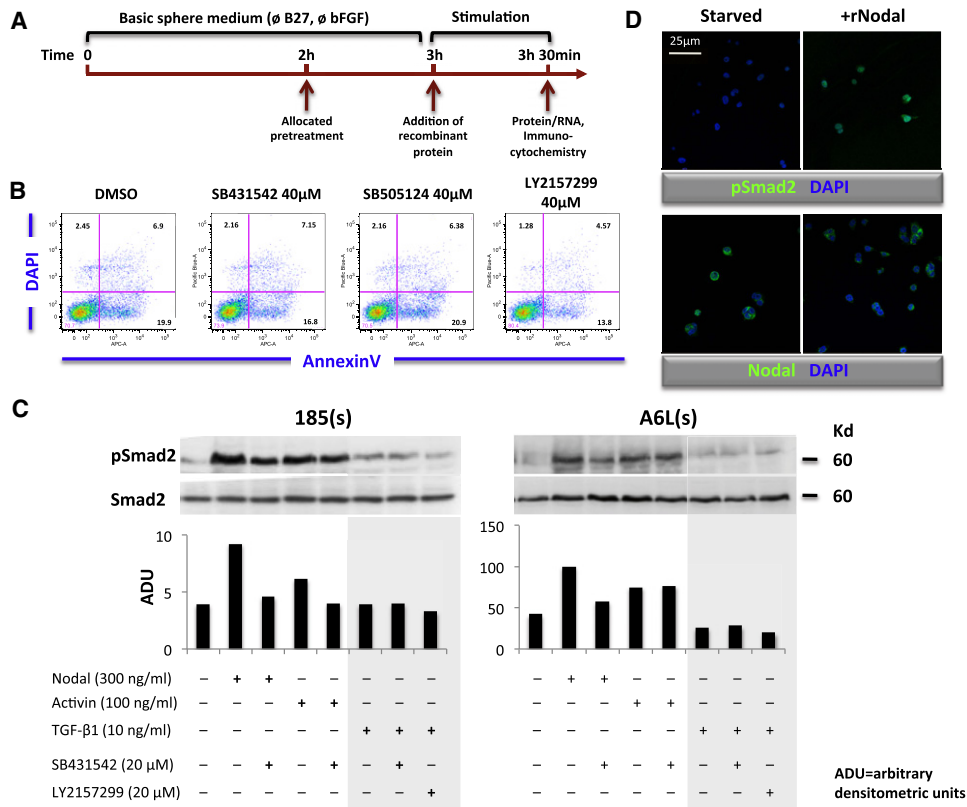 A
Basic sphere medium (ø B27, ø bFGF)
Stimulation
Time 0 2h 3h 3h 30min
Allocated pretreatment
Addition of recombinant protein
Protein/RNA, Immuno-cytochemistry
B
DMSO
SB431542 40µM
SB505124 40µM
LY2157299 40µM
DAPI
2.45 6.9
19.9
2.16 7.15
16.8
2.16 6.38
20.9
1.28 4.57
13.8
Pacific Blue-A
APC-A
AnnexinV
C
185(s)
A6L(s)
Kd
pSmad2
60
Smad2
60
ADU
10
5
0
150
100
50
0
Nodal (300 ng/ml) – + + – – – – – – + + – – – – –
Activin (100 ng/ml) – – – + + – – – – – – + + – – –
TGF-β1 (10 ng/ml) – – – – – + + + – – – – – + + +
SB431542 (20 µM) – – + – + – + – – – + – + – + –
LY2157299 (20 µM) – – – – – – – + – – – – – – – +
ADU=arbitrary
densitometric units
D
Starved
+rNodal
25µm
pSmad2 DAPI
Nodal DAPI